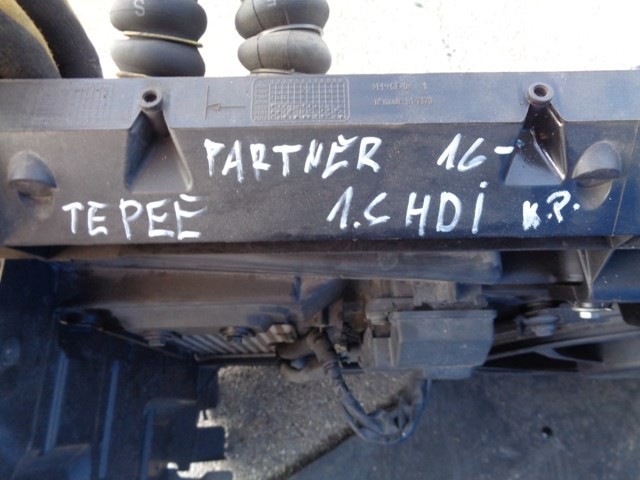 PARTNER 16-
TEPEE 1.6 HDI K.P.